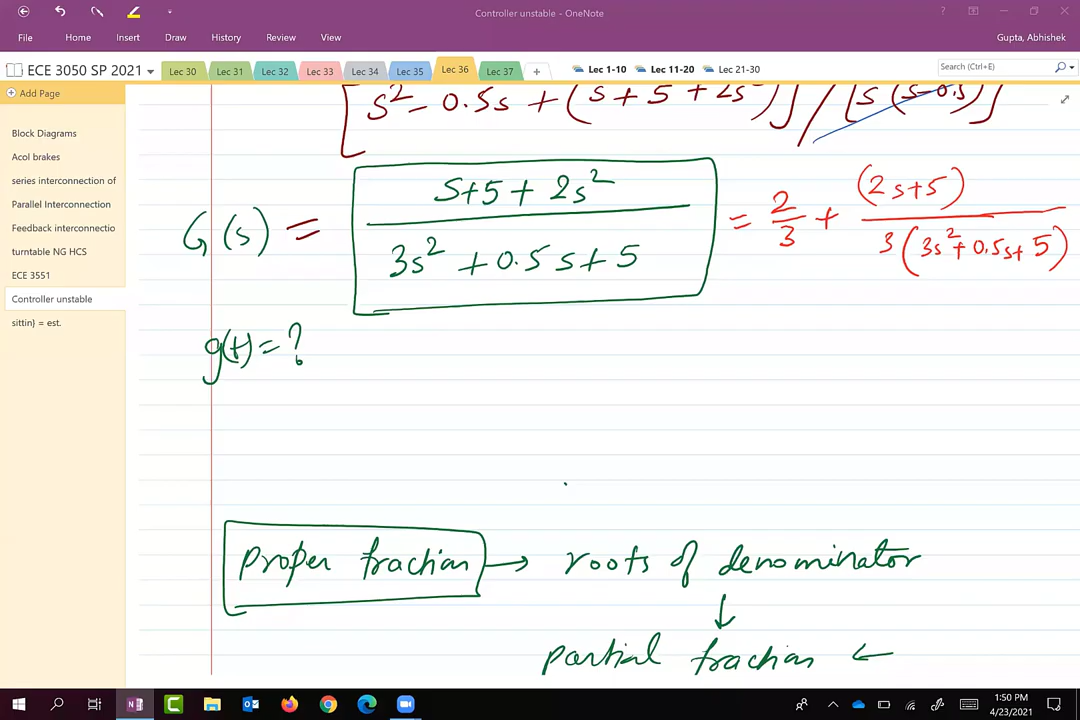 Controller unstable - OneNote
File Home Insert Draw History Review View
Gupta, Abhishek
ECE 3050 SP 2021
Lec 30 Lec 31 Lec 32 Lec 33 Lec 34 Lec 35 Lec 36 Lec 37
Lec 1-10 Lec 11-20 Lec 21-30
Search (Ctrl+E)
Add Page
Block Diagrams
Acol brakes
series interconnection of
Parallel Interconnection
Feedback interconnectio
turntable NG HCS
ECE 3551
Controller unstable
sittin} = est.
[s² - 0.5s + (s + 5 + 2s²)] / [s (s-0.5)]
G(s) = (s+5+2s²) / (3s² + 0.5s + 5) = 2/3 + (2s+5) / 3(3s² + 0.5s + 5)
g(t) = ?
proper fraction → roots of denominator
↓
partial fraction ←
1:50 PM
4/23/2021